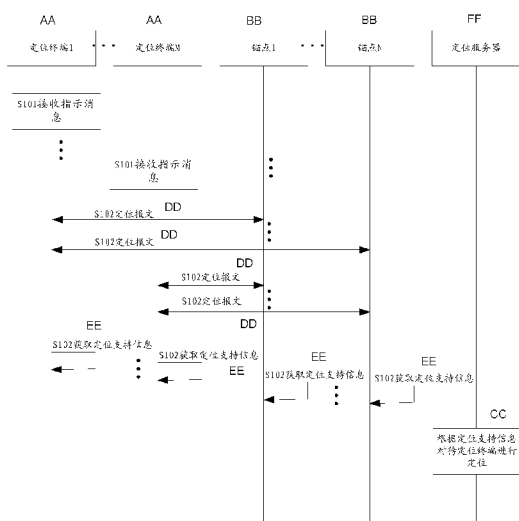 AA
AA
BB
BB
FF
定位终端1
定位终端M
锚点1
锚点N
定位服务器
S101接收指示消
息
S101接收指示消
息
DD
S102定位报文
DD
S102定位报文
DD
S102定位报文
S102定位报文
DD
EE
S102获取定位支持信息
S102获取定位支持信息
EE
EE
S102获取定位支持信息
EE
S102获取定位支持信息
CC
根据定位支持信息
对待定位终端进行
定位